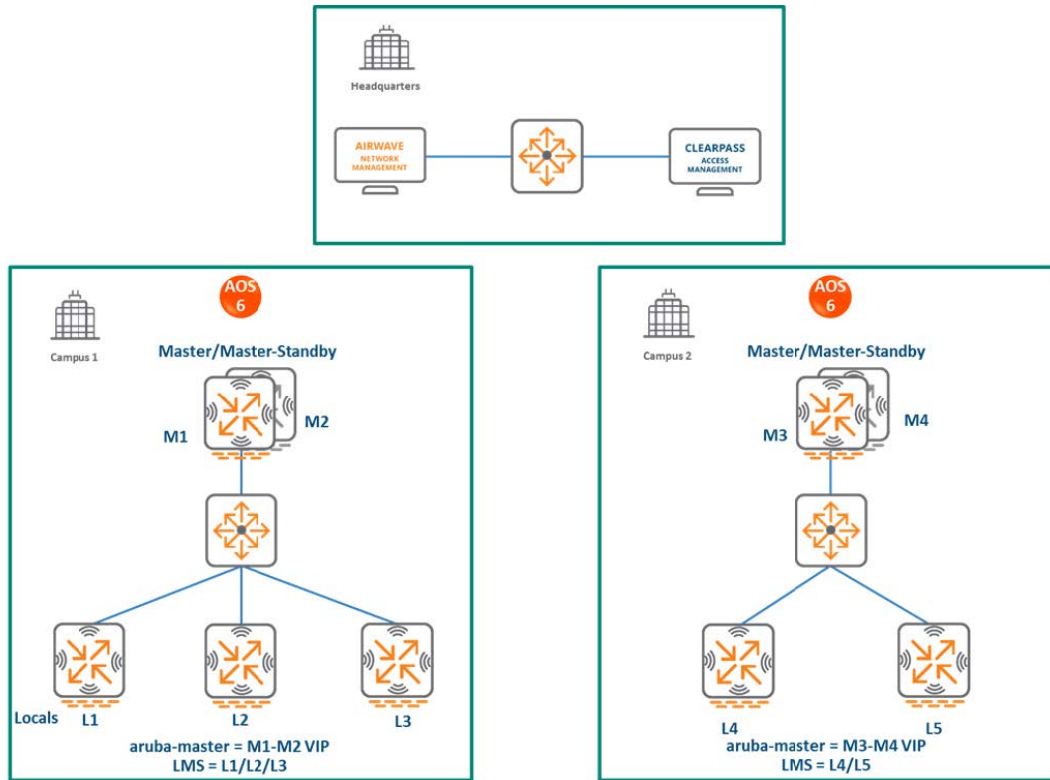 Headquarters
AIRWAVE
NETWORK
MANAGEMENT
CLEARPASS
ACCESS
MANAGEMENT
AOS
6
Campus 1
Master/Master-Standby
M1
M2
Locals
L1
L2
L3
aruba-master = M1-M2 VIP
LMS = L1/L2/L3
AOS
6
Campus 2
Master/Master-Standby
M3
M4
L4
L5
aruba-master = M3-M4 VIP
LMS = L4/L5